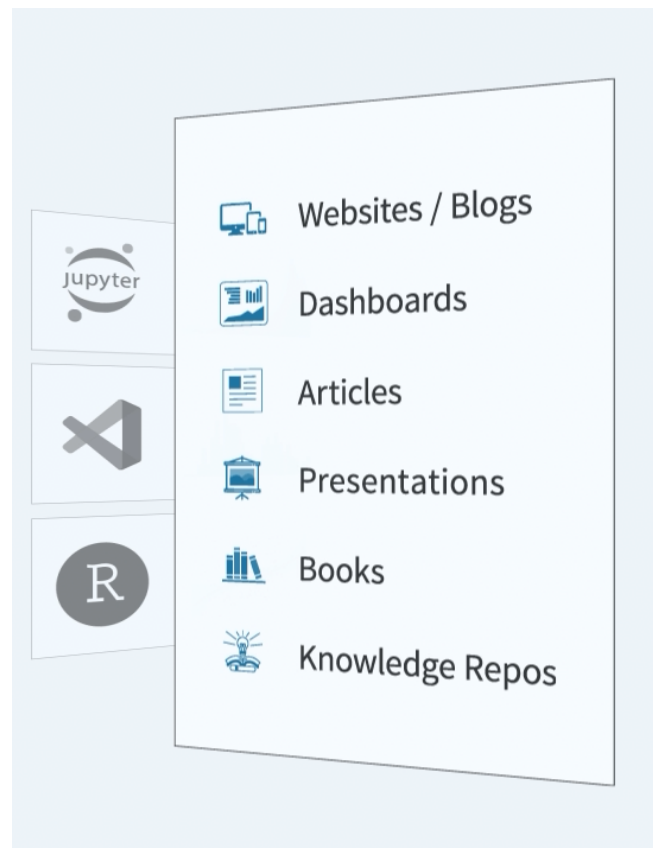 Jupyter
R
Websites / Blogs
Dashboards
Articles
Presentations
Books
Knowledge Repos